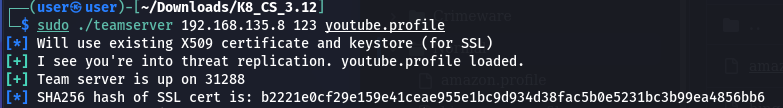 (user㉿user)-[~/Downloads/K8_CS_3.12]
$ sudo ./teamserver 192.168.135.8 123 youtube.profile
[*] Will use existing X509 certificate and keystore (for SSL)
[+] I see you're into threat replication. youtube.profile loaded.
[+] Team server is up on 31288
[*] SHA256 hash of SSL cert is: b2221e0cf29e159e41ceae955e1bc9d934d38fac5b0e5231bc3b99ea4856bb6